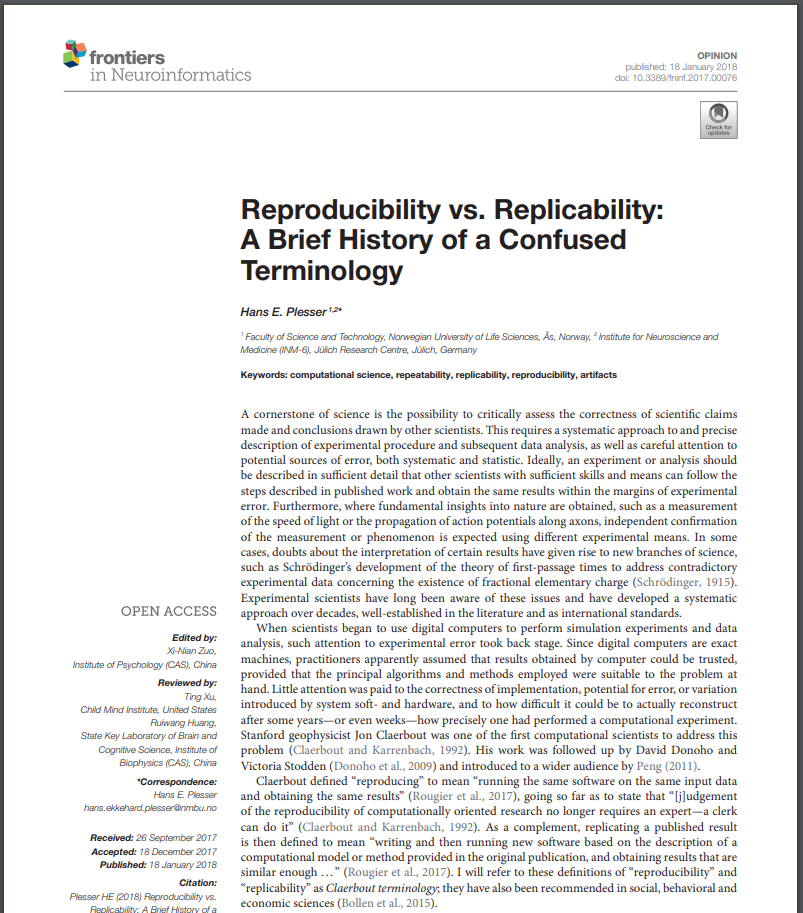 frontiers
in Neuroinformatics
OPINION
published: 18 January 2018
doi: 10.3389/fninf.2017.00076
Check for
updates
Reproducibility vs. Replicability:
A Brief History of a Confused
Terminology
Hans E. Plesser 1,2*
1 Faculty of Science and Technology, Norwegian University of Life Sciences, Ås, Norway, 2 Institute for Neuroscience and
Medicine (INM-6), Jülich Research Centre, Jülich, Germany
Keywords: computational science, repeatability, replicability, reproducibility, artifacts
A cornerstone of science is the possibility to critically assess the correctness of scientific claims
made and conclusions drawn by other scientists. This requires a systematic approach to and precise
description of experimental procedure and subsequent data analysis, as well as careful attention to
potential sources of error, both systematic and statistic. Ideally, an experiment or analysis should
be described in sufficient detail that other scientists with sufficient skills and means can follow the
steps described in published work and obtain the same results within the margins of experimental
error. Furthermore, where fundamental insights into nature are obtained, such as a measurement
of the speed of light or the propagation of action potentials along axons, independent confirmation
of the measurement or phenomenon is expected using different experimental means. In some
cases, doubts about the interpretation of certain results have given rise to new branches of science,
such as Schrödinger's development of the theory of first-passage times to address contradictory
experimental data concerning the existence of fractional elementary charge (Schrödinger, 1915).
Experimental scientists have long been aware of these issues and have developed a systematic
approach over decades, well-established in the literature and as international standards.
When scientists began to use digital computers to perform simulation experiments and data
analysis, such attention to experimental error took back stage. Since digital computers are exact
machines, practitioners apparently assumed that results obtained by computer could be trusted,
provided that the principal algorithms and methods employed were suitable to the problem at
hand. Little attention was paid to the correctness of implementation, potential for error, or variation
introduced by system soft- and hardware, and to how difficult it could be to actually reconstruct
after some years—or even weeks—how precisely one had performed a computational experiment.
Stanford geophysicist Jon Claerbout was one of the first computational scientists to address this
problem (Claerbout and Karrenbach, 1992). His work was followed up by David Donoho and
Victoria Stodden (Donoho et al., 2009) and introduced to a wider audience by Peng (2011).
Claerbout defined “reproducing” to mean “running the same software on the same input data
and obtaining the same results” (Rougier et al., 2017), going so far as to state that “[j]udgement
of the reproducibility of computationally oriented research no longer requires an expert—a clerk
can do it” (Claerbout and Karrenbach, 1992). As a complement, replicating a published result
is then defined to mean “writing and then running new software based on the description of a
computational model or method provided in the original publication, and obtaining results that are
similar enough …” (Rougier et al., 2017). I will refer to these definitions of “reproducibility” and
“replicability” as Claerbout terminology; they have also been recommended in social, behavioral and
economic sciences (Bollen et al., 2015).
OPEN ACCESS
Edited by:
Xi-Nian Zuo,
Institute of Psychology (CAS), China
Reviewed by:
Ting Xu,
Child Mind Institute, United States
Ruiwang Huang,
State Key Laboratory of Brain and
Cognitive Science, Institute of
Biophysics (CAS), China
*Correspondence:
Hans E. Plesser
hans.ekkehard.plesser@nmbu.no
Received: 26 September 2017
Accepted: 18 December 2017
Published: 18 January 2018
Citation:
Plesser HE (2018) Reproducibility vs.
Replicability: A Brief History of a